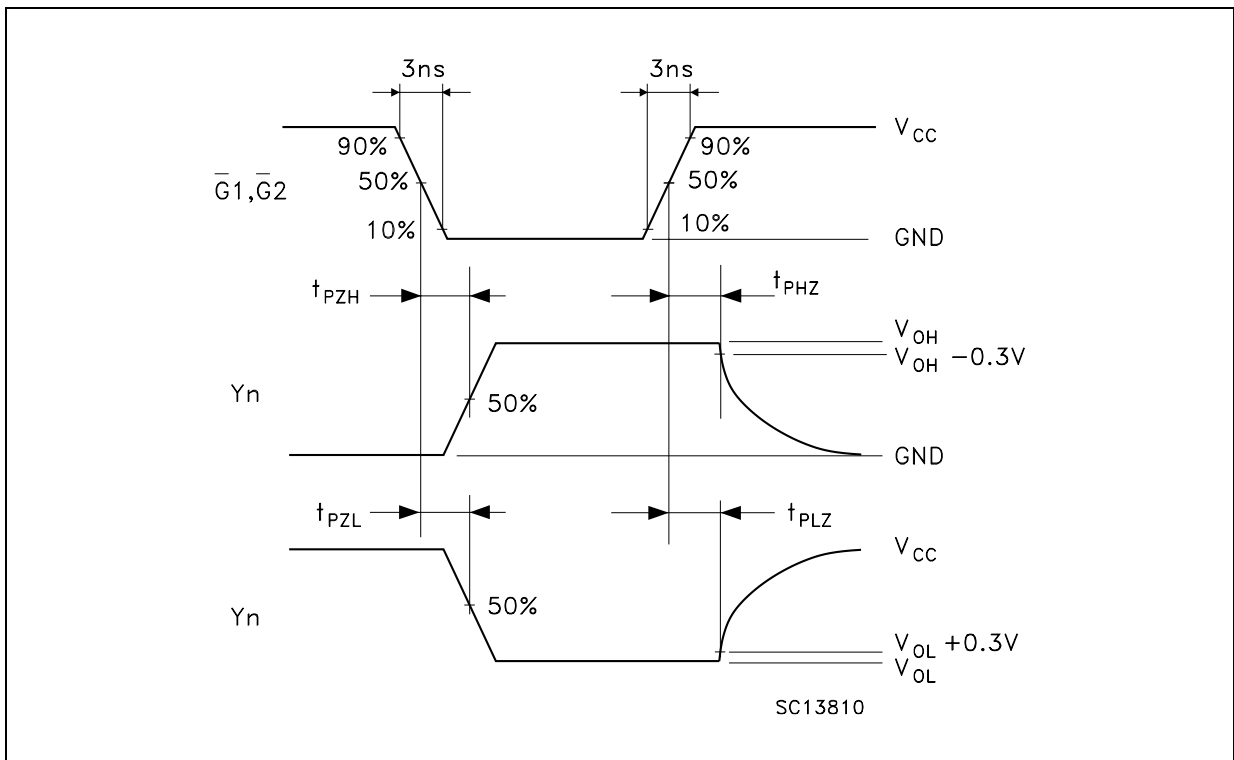 3ns 3ns
V_CC
90% 90%
G̅1,G̅2 50% 50%
10% 10%
GND
t_PZH t_PHZ
V_OH
V_OH −0.3V
Yn 50%
GND
t_PZL t_PLZ
V_CC
Yn 50%
V_OL +0.3V
V_OL
SC13810